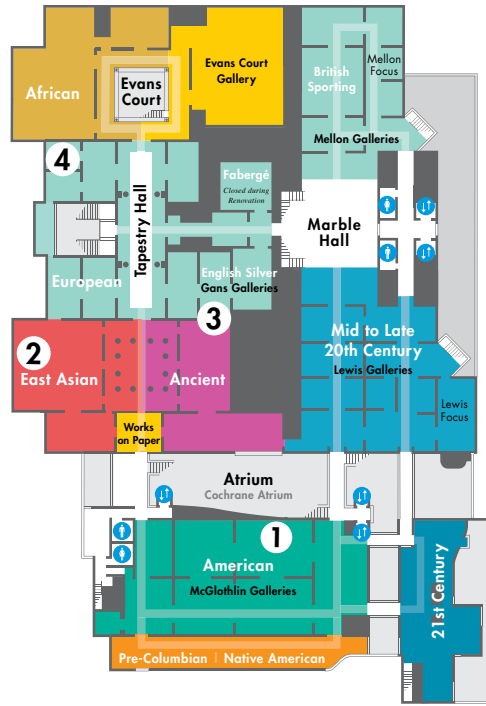 Evans Court
Gallery
British
Sporting
Mellon
Focus
African
Evans
Court
Mellon Galleries
4
Tapestry Hall
Fabergé
Closed during
Renovation
Marble
Hall
European
English Silver
Gans Galleries
3
2
East Asian
Ancient
Mid to Late
20th Century
Lewis Galleries
Lewis
Focus
Works
on Paper
Atrium
Cochrane Atrium
1
American
McGlothlin Galleries
21st Century
Pre-Columbian | Native American